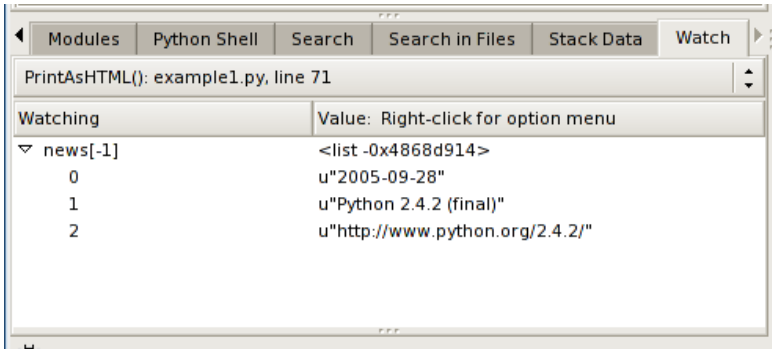 Modules Python Shell Search Search in Files Stack Data Watch
PrintAsHTML(): example1.py, line 71
Watching Value: Right-click for option menu
news[-1] <list -0x4868d914>
0 u"2005-09-28"
1 u"Python 2.4.2 (final)"
2 u"http://www.python.org/2.4.2/"